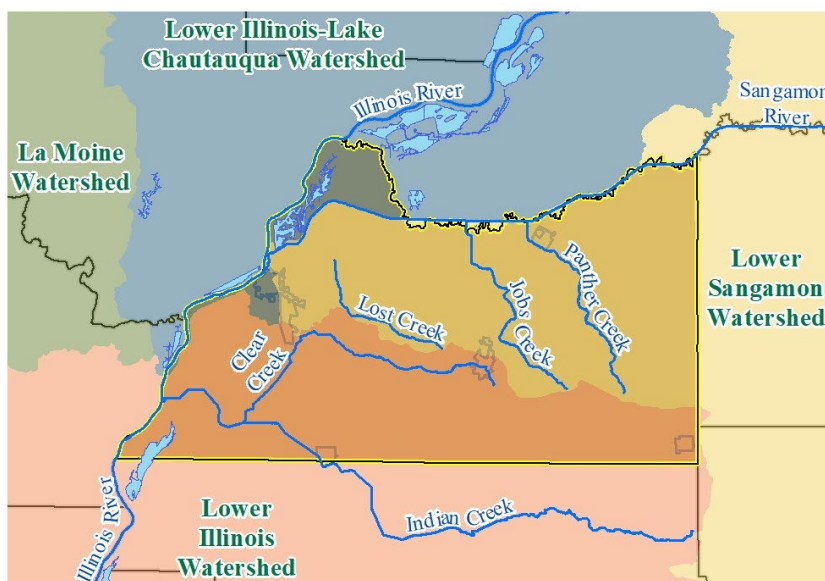 Lower Illinois-Lake
Chautauqua Watershed
Illinois River
Sangamon
River
La Moine
Watershed
Lower
Sangamon
Watershed
Panther Creek
Jobs
Creek
Lost Creek
Clear
Creek
Indian Creek
Lower
Illinois
Watershed
Illinois River